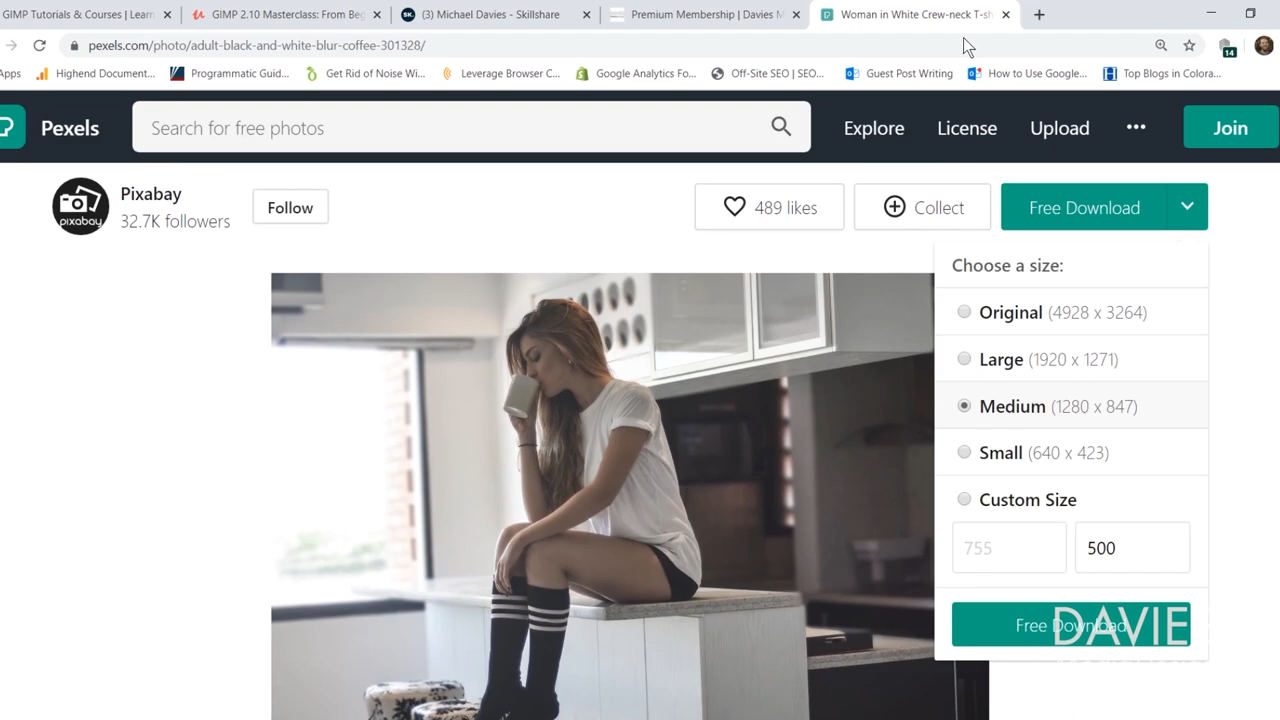 GIMP Tutorials & Courses | Learn
GIMP 2.10 Masterclass: From Beg
(3) Michael Davies - Skillshare
Premium Membership | Davies M
Woman in White Crew-neck T-sh
pexels.com/photo/adult-black-and-white-blur-coffee-301328/
14
Apps
Highend Document...
Programmatic Guid...
Get Rid of Noise Wi...
Leverage Browser C...
Google Analytics Fo...
Off-Site SEO | SEO...
Guest Post Writing
How to Use Google...
Top Blogs in Colora...
Pexels
Search for free photos
Explore
License
Upload
Join
pixabay
Pixabay
32.7K followers
Follow
489 likes
Collect
Free Download
Choose a size:
Original (4928 x 3264)
Large (1920 x 1271)
Medium (1280 x 847)
Small (640 x 423)
Custom Size
755
500
Free Download
DAVIE